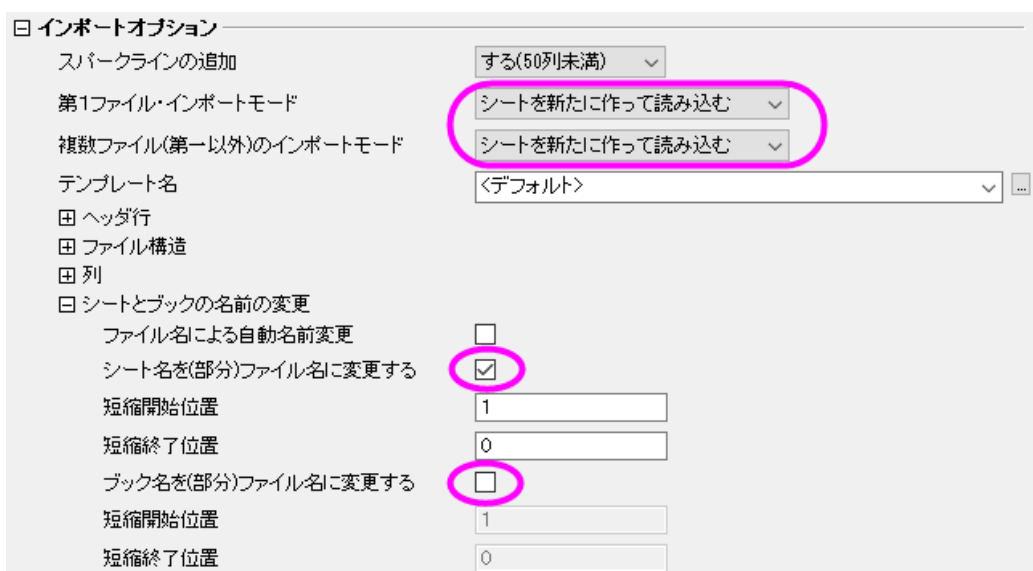 インポートオプション
スパークラインの追加 する(50列未満)
第1ファイル・インポートモード シートを新たに作って読み込む
複数ファイル(第一以外)のインポートモード シートを新たに作って読み込む
テンプレート名 <デフォルト> ...
ヘッダ行
ファイル構造
列
シートとブックの名前の変更
ファイル名による自動名前変更
シート名を(部分)ファイル名に変更する
短縮開始位置 1
短縮終了位置 0
ブック名を(部分)ファイル名に変更する
短縮開始位置 1
短縮終了位置 0